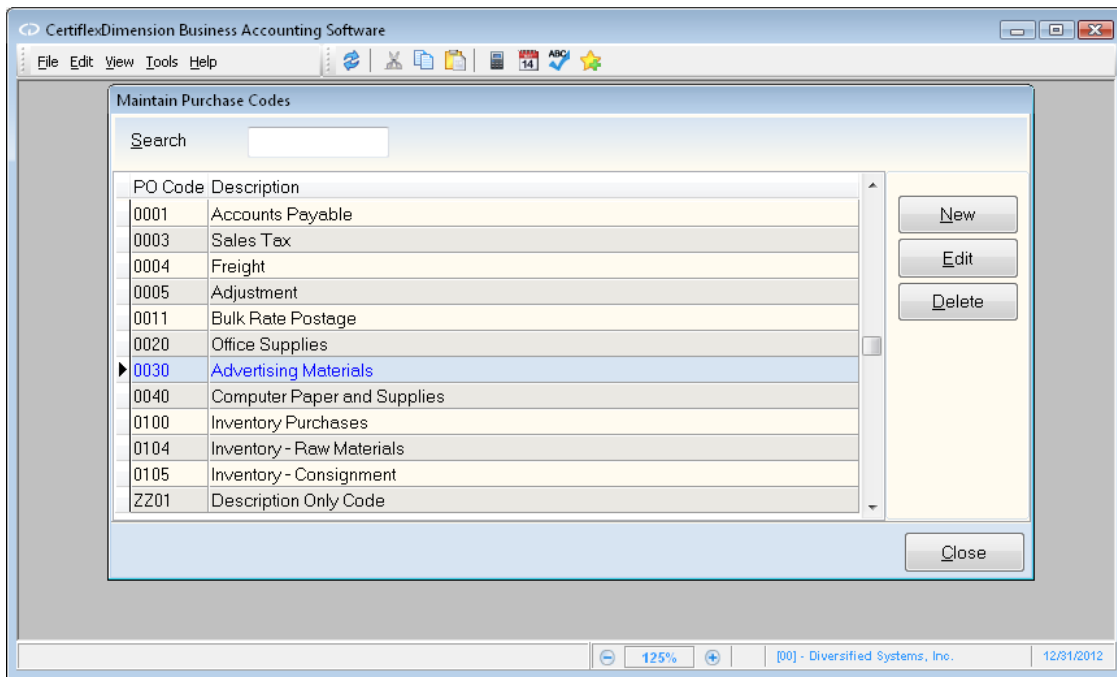 CertiflexDimension Business Accounting Software
File Edit View Tools Help
14 ABC
Maintain Purchase Codes
Search
PO Code Description
0001 Accounts Payable
New
0003 Sales Tax
0004 Freight
Edit
0005 Adjustment
Delete
0011 Bulk Rate Postage
0020 Office Supplies
0030 Advertising Materials
0040 Computer Paper and Supplies
0100 Inventory Purchases
0104 Inventory - Raw Materials
0105 Inventory - Consignment
ZZ01 Description Only Code
Close
125% [00] - Diversified Systems, Inc. 12/31/2012